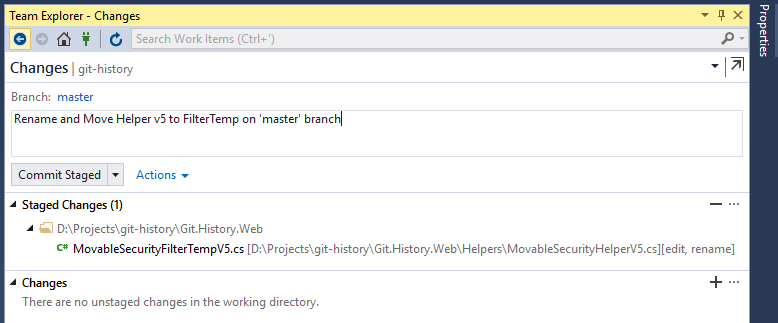 Team Explorer - Changes
Search Work Items (Ctrl+')
Changes | git-history
Branch: master
Rename and Move Helper v5 to FilterTemp on 'master' branch
Commit Staged
Actions
Staged Changes (1)
D:\Projects\git-history\Git.History.Web
C# MovableSecurityFilterTempV5.cs [D:\Projects\git-history\Git.History.Web\Helpers\MovableSecurityHelperV5.cs][edit, rename]
Changes
There are no unstaged changes in the working directory.
Properties